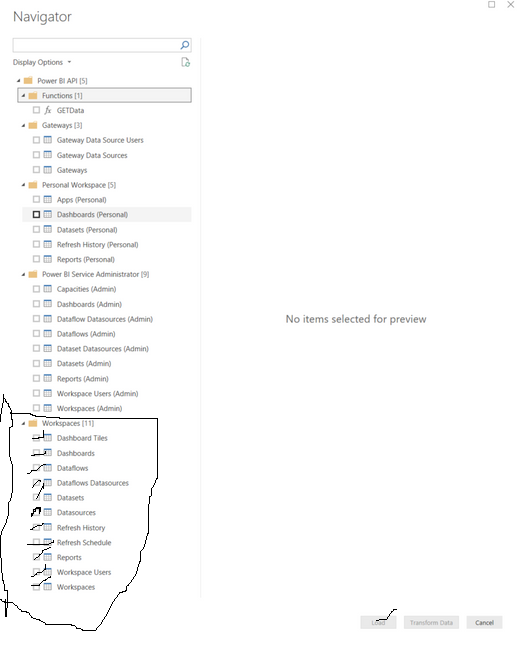 Navigator
Display Options
Power BI API [5]
Functions [1]
fx GETData
Gateways [3]
Gateway Data Source Users
Gateway Data Sources
Gateways
Personal Workspace [5]
Apps (Personal)
Dashboards (Personal)
Datasets (Personal)
Refresh History (Personal)
Reports (Personal)
Power BI Service Administrator [9]
Capacities (Admin)
Dashboards (Admin)
Dataflow Datasources (Admin)
Dataflows (Admin)
Dataset Datasources (Admin)
Datasets (Admin)
Reports (Admin)
Workspace Users (Admin)
Workspaces (Admin)
Workspaces [11]
Dashboard Tiles
Dashboards
Dataflows
Dataflows Datasources
Datasets
Datasources
Refresh History
Refresh Schedule
Reports
Workspace Users
Workspaces
No items selected for preview
Load
Transform Data
Cancel